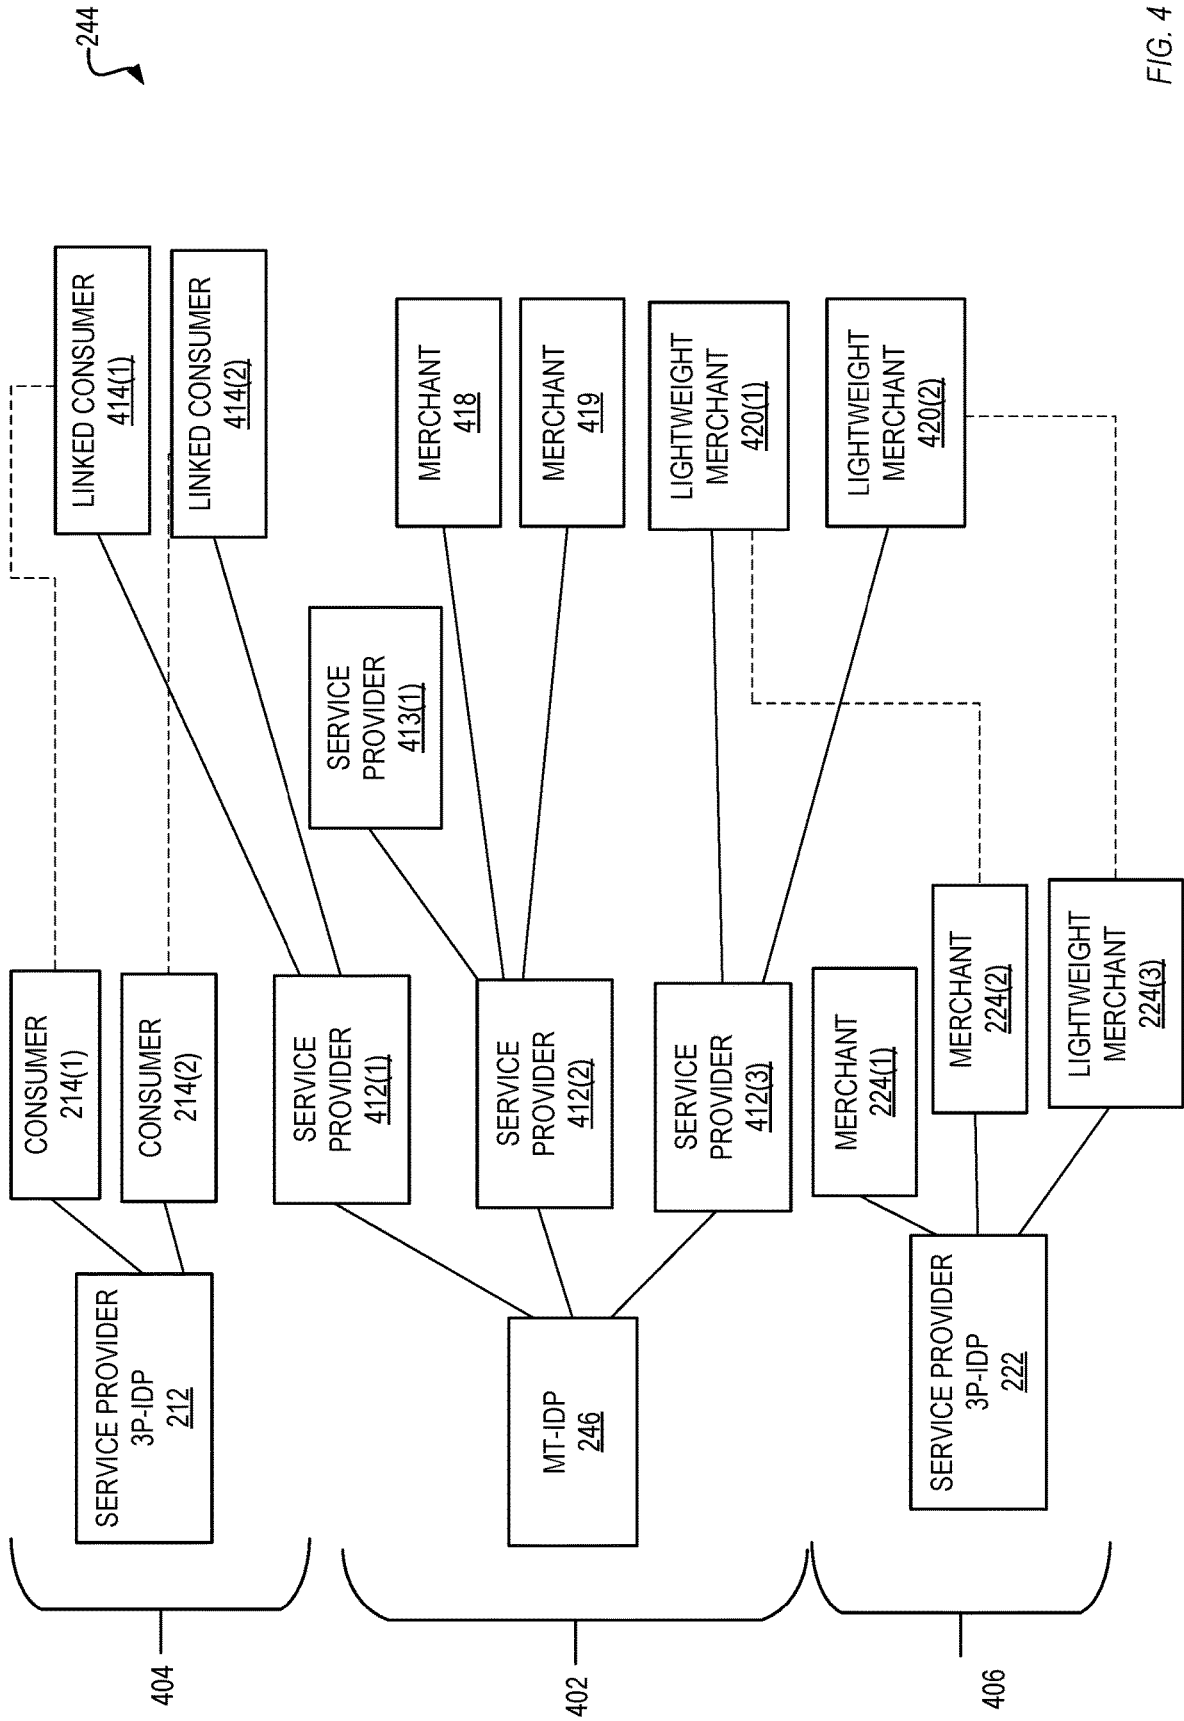 244
LINKED CONSUMER
414(1)
LINKED CONSUMER
414(2)
CONSUMER
214(1)
CONSUMER
214(2)
SERVICE PROVIDER
3P-IDP
212
404
SERVICE
PROVIDER
413(1)
MERCHANT
418
MERCHANT
419
LIGHTWEIGHT
MERCHANT
420(1)
LIGHTWEIGHT
MERCHANT
420(2)
SERVICE
PROVIDER
412(1)
SERVICE
PROVIDER
412(2)
SERVICE
PROVIDER
412(3)
MT-IDP
246
402
MERCHANT
224(1)
MERCHANT
224(2)
LIGHTWEIGHT
MERCHANT
224(3)
SERVICE PROVIDER
3P-IDP
222
406
FIG. 4